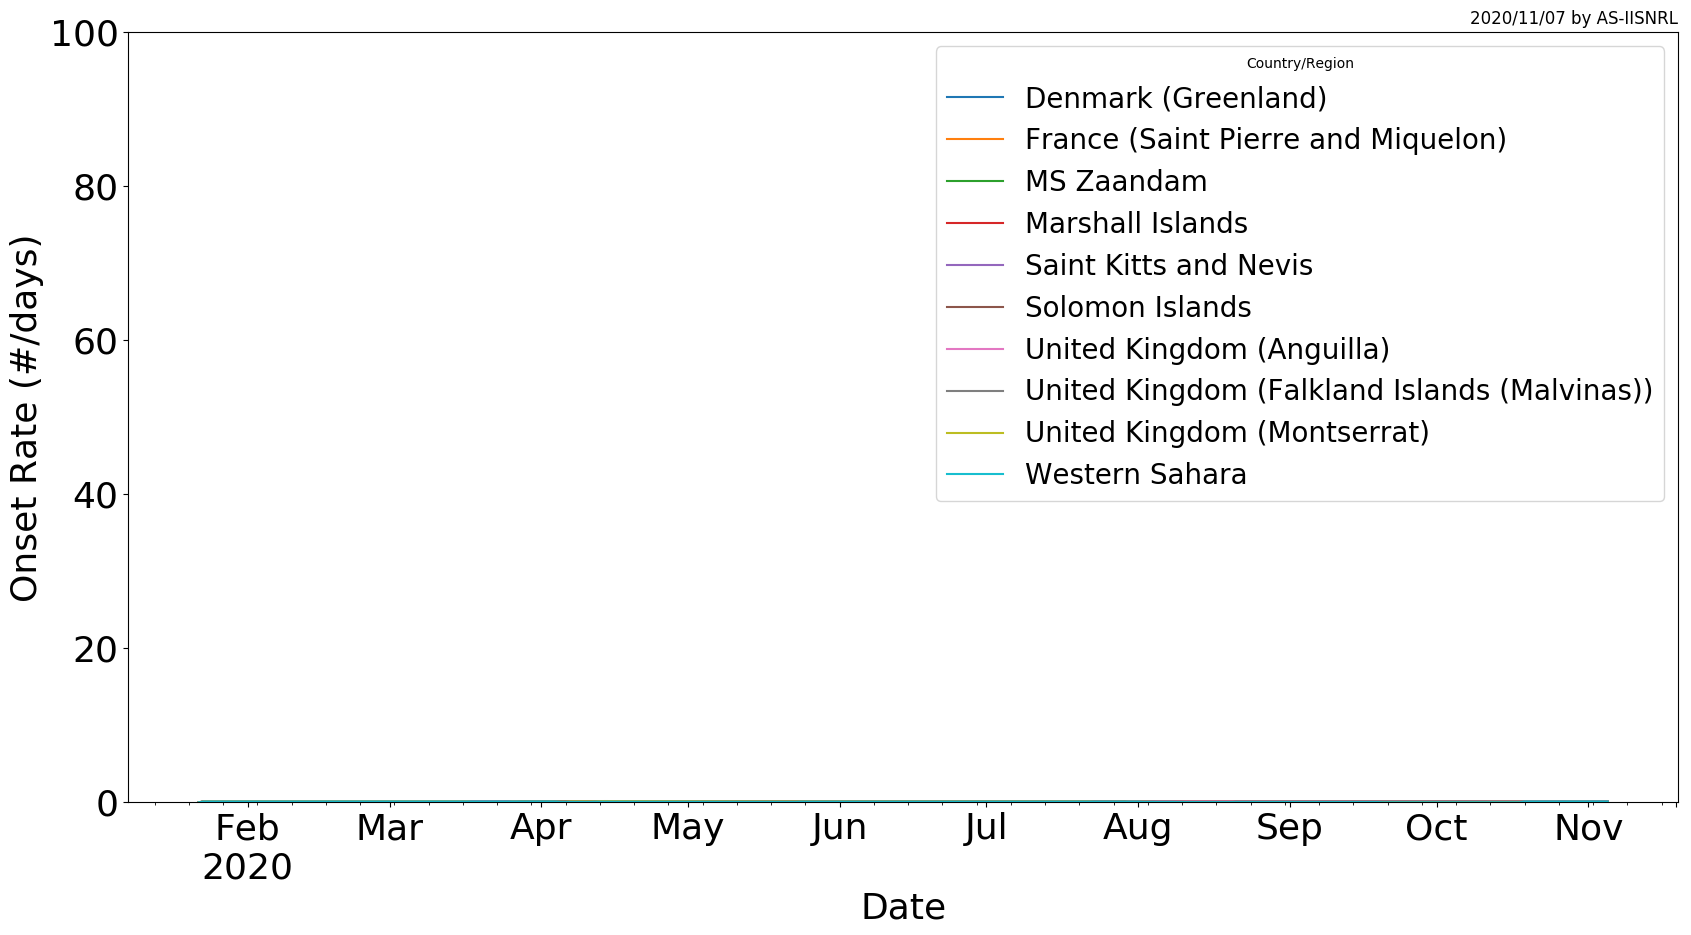 2020/11/07 by AS-IISNRL
100
80
60
40
20
0
Onset Rate (#/days)
Country/Region
Denmark (Greenland)
France (Saint Pierre and Miquelon)
MS Zaandam
Marshall Islands
Saint Kitts and Nevis
Solomon Islands
United Kingdom (Anguilla)
United Kingdom (Falkland Islands (Malvinas))
United Kingdom (Montserrat)
Western Sahara
Feb Mar Apr May Jun Jul Aug Sep Oct Nov
2020
Date